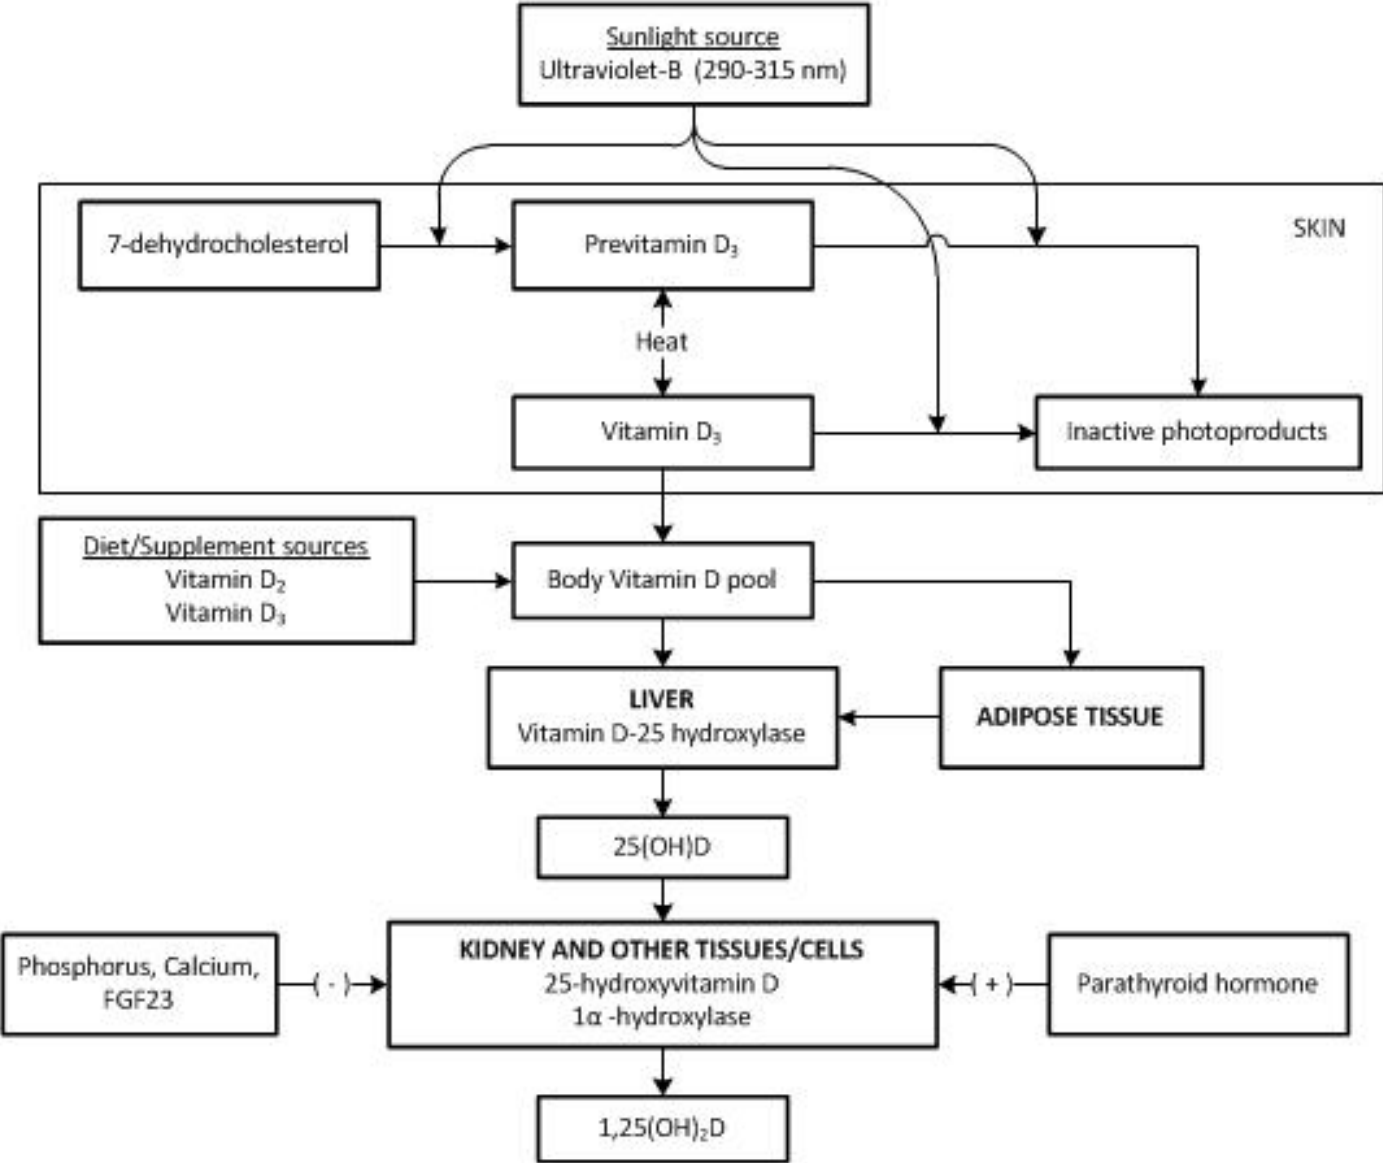 Sunlight source
Ultraviolet-B (290-315 nm)
SKIN
7-dehydrocholesterol
Previtamin D₃
Heat
Vitamin D₃
Inactive photoproducts
Diet/Supplement sources
Vitamin D₂
Vitamin D₃
Body Vitamin D pool
LIVER
Vitamin D-25 hydroxylase
ADIPOSE TISSUE
25(OH)D
Phosphorus, Calcium,
FGF23
( - )
KIDNEY AND OTHER TISSUES/CELLS
25-hydroxyvitamin D
1α -hydroxylase
( + )
Parathyroid hormone
1,25(OH)₂D